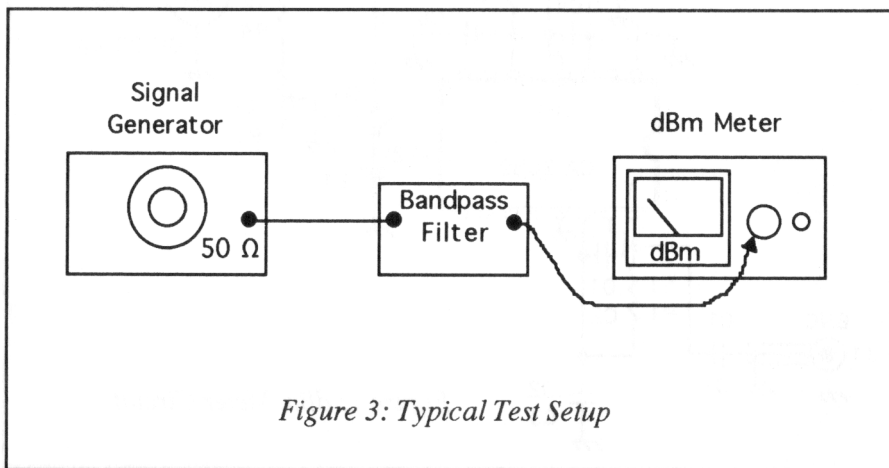 Signal
Generator
dBm Meter
Bandpass
Filter
50 Ω
dBm
Figure 3: Typical Test Setup